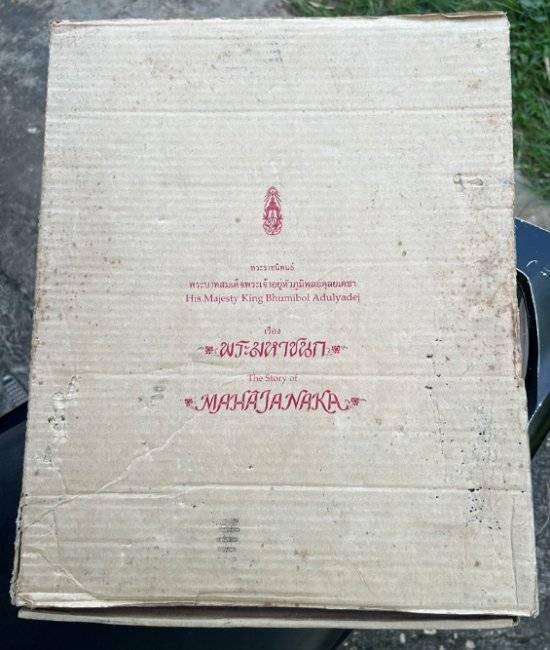 พระราชนิพนธ์
พระบาทสมเด็จพระเจ้าอยู่หัวภูมิพลอดุลยเดช
His Majesty King Bhumibol Adulyadej
เรื่อง
พระมหาชนก
The Story of
MAHAJANAKA